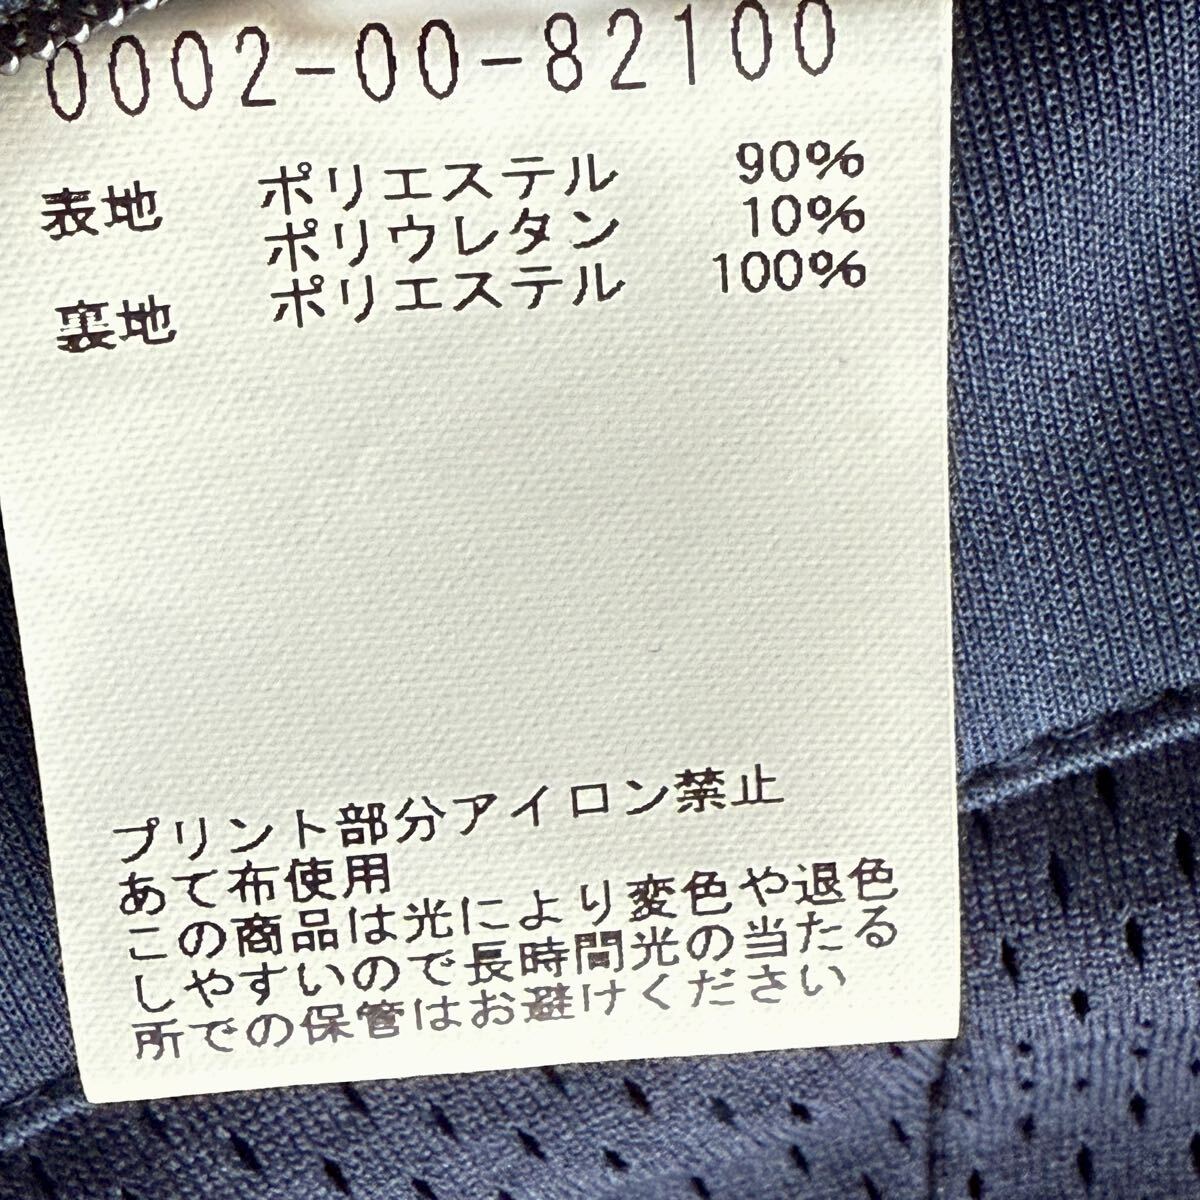 0002-00-82100
表地 ポリエステル 90%
ポリウレタン 10%
裏地 ポリエステル 100%
プリント部分アイロン禁止
あて布使用
この商品は光により変色や退色
しやすいので長時間光の当たる
所での保管はお避けください